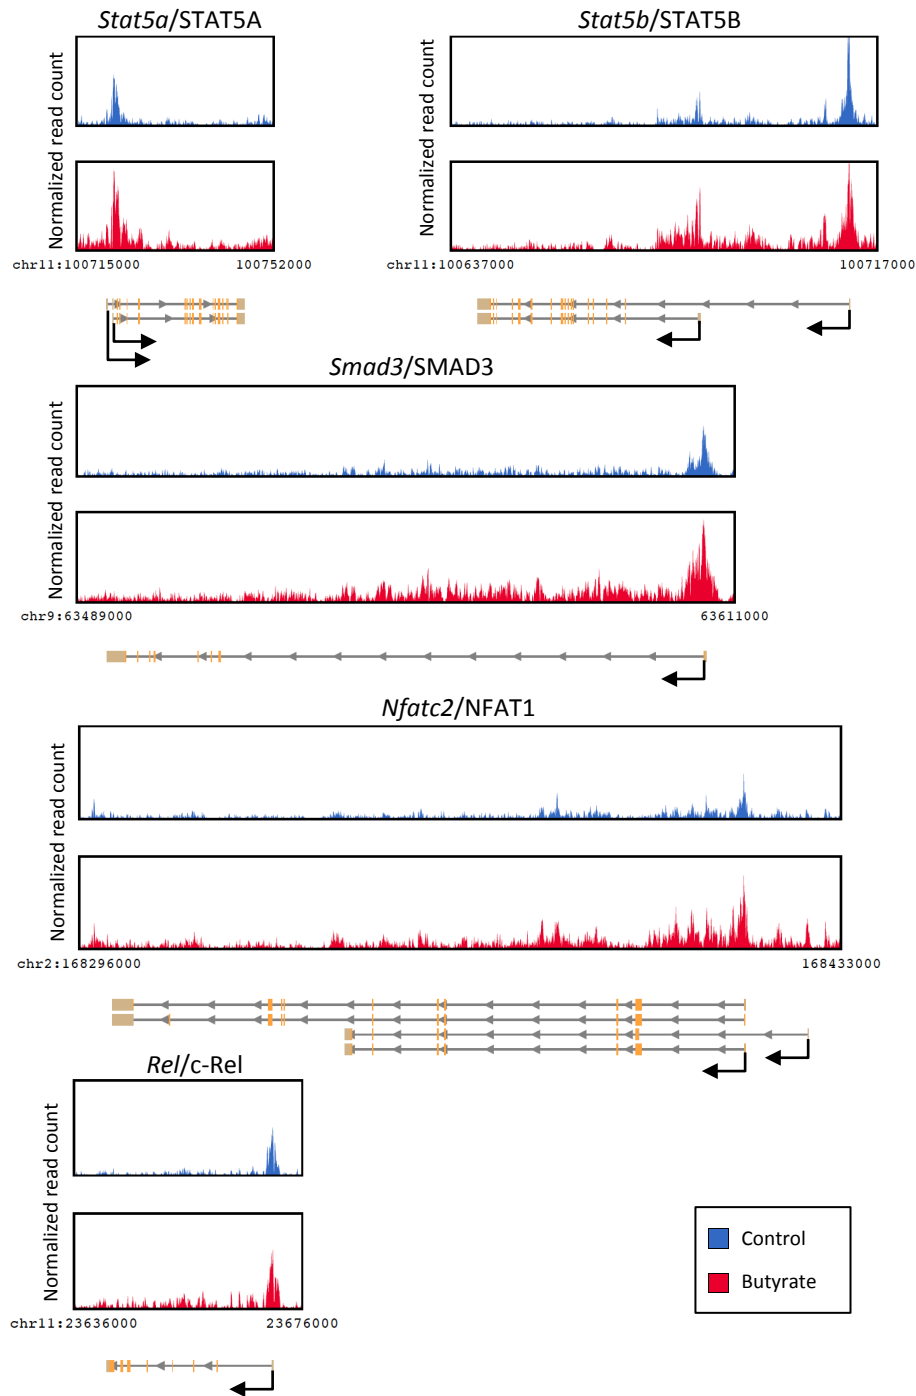 Stat5a/STAT5A
Stat5b/STAT5B
Normalized read count
Normalized read count
chr11:100715000 100752000
chr11:100637000 100717000
Smad3/SMAD3
Normalized read count
chr9:63489000 63611000
Nfatc2/NFAT1
Normalized read count
chr2:168296000 168433000
Rel/c-Rel
Normalized read count
chr11:23636000 23676000
Control
Butyrate